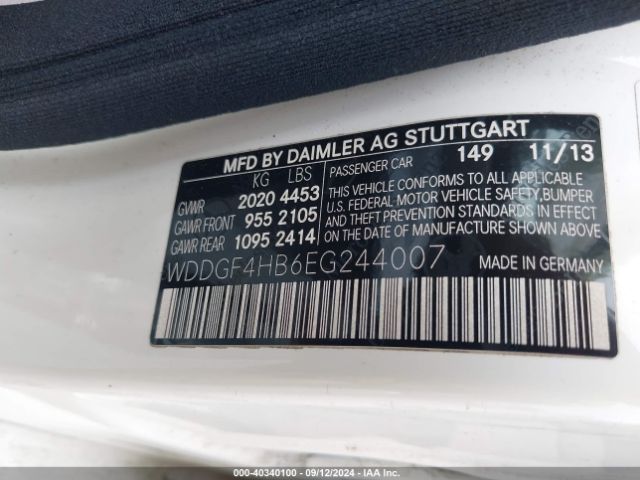 MFD BY DAIMLER AG STUTTGART
KG LBS PASSENGER CAR 149 11/13
GVWR 2020 4453
GAWR FRONT 955 2105
GAWR REAR 1095 2414
THIS VEHICLE CONFORMS TO ALL APPLICABLE
U.S. FEDERAL MOTOR VEHICLE SAFETY,BUMPER
AND THEFT PREVENTION STANDARDS IN EFFECT
ON THE DATE OF MANUFACTURE SHOWN ABOVE
WDDGF4HB6EG244007 MADE IN GERMANY
000-40340100 - 09/12/2024 - IAA Inc.